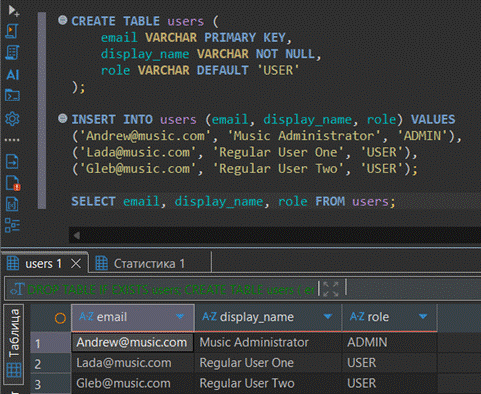 CREATE TABLE users (
email VARCHAR PRIMARY KEY,
display_name VARCHAR NOT NULL,
role VARCHAR DEFAULT 'USER'
);
INSERT INTO users (email, display_name, role) VALUES
('Andrew@music.com', 'Music Administrator', 'ADMIN'),
('Lada@music.com', 'Regular User One', 'USER'),
('Gleb@music.com', 'Regular User Two', 'USER');
SELECT email, display_name, role FROM users;
AI
users 1 Статистика 1
Таблица
A-Z email A-Z display_name A-Z role
1 Andrew@music.com Music Administrator ADMIN
2 Lada@music.com Regular User One USER
3 Gleb@music.com Regular User Two USER